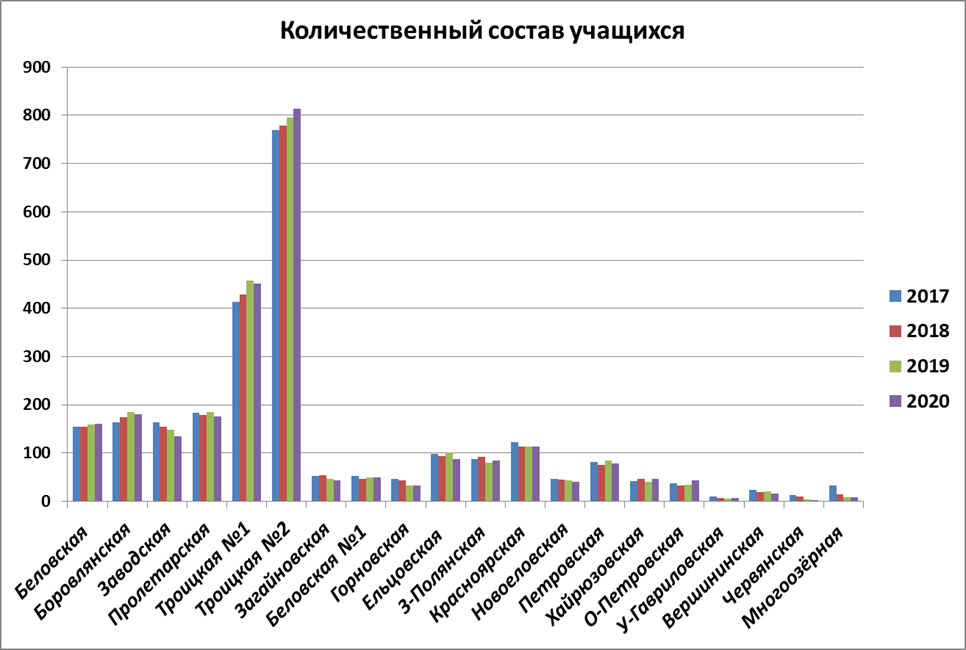 Количественный состав учащихся
900
800
700
600
500
400
300
200
100
0
2017
2018
2019
2020
Беловская
Боровлянская
Заводская
Пролетарская
Троицкая №1
Троицкая №2
Загайновская
Беловская №1
Горновская
Ельцовская
З-Полянская
Красноярская
Новоеловская
Петровская
Хайрюзовская
О-Петровская
У-Гавриловская
Вершининская
Червянская
Многоозёрная